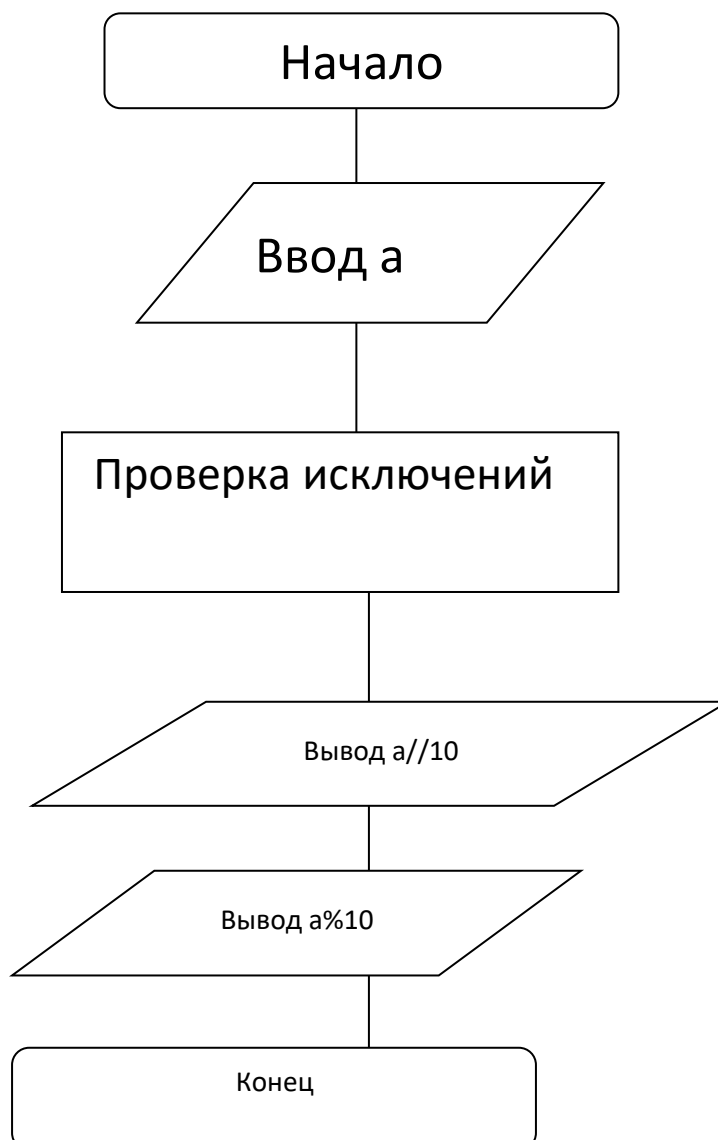 Начало
Ввод а
Проверка исключений
Вывод а//10
Вывод а%10
Конец